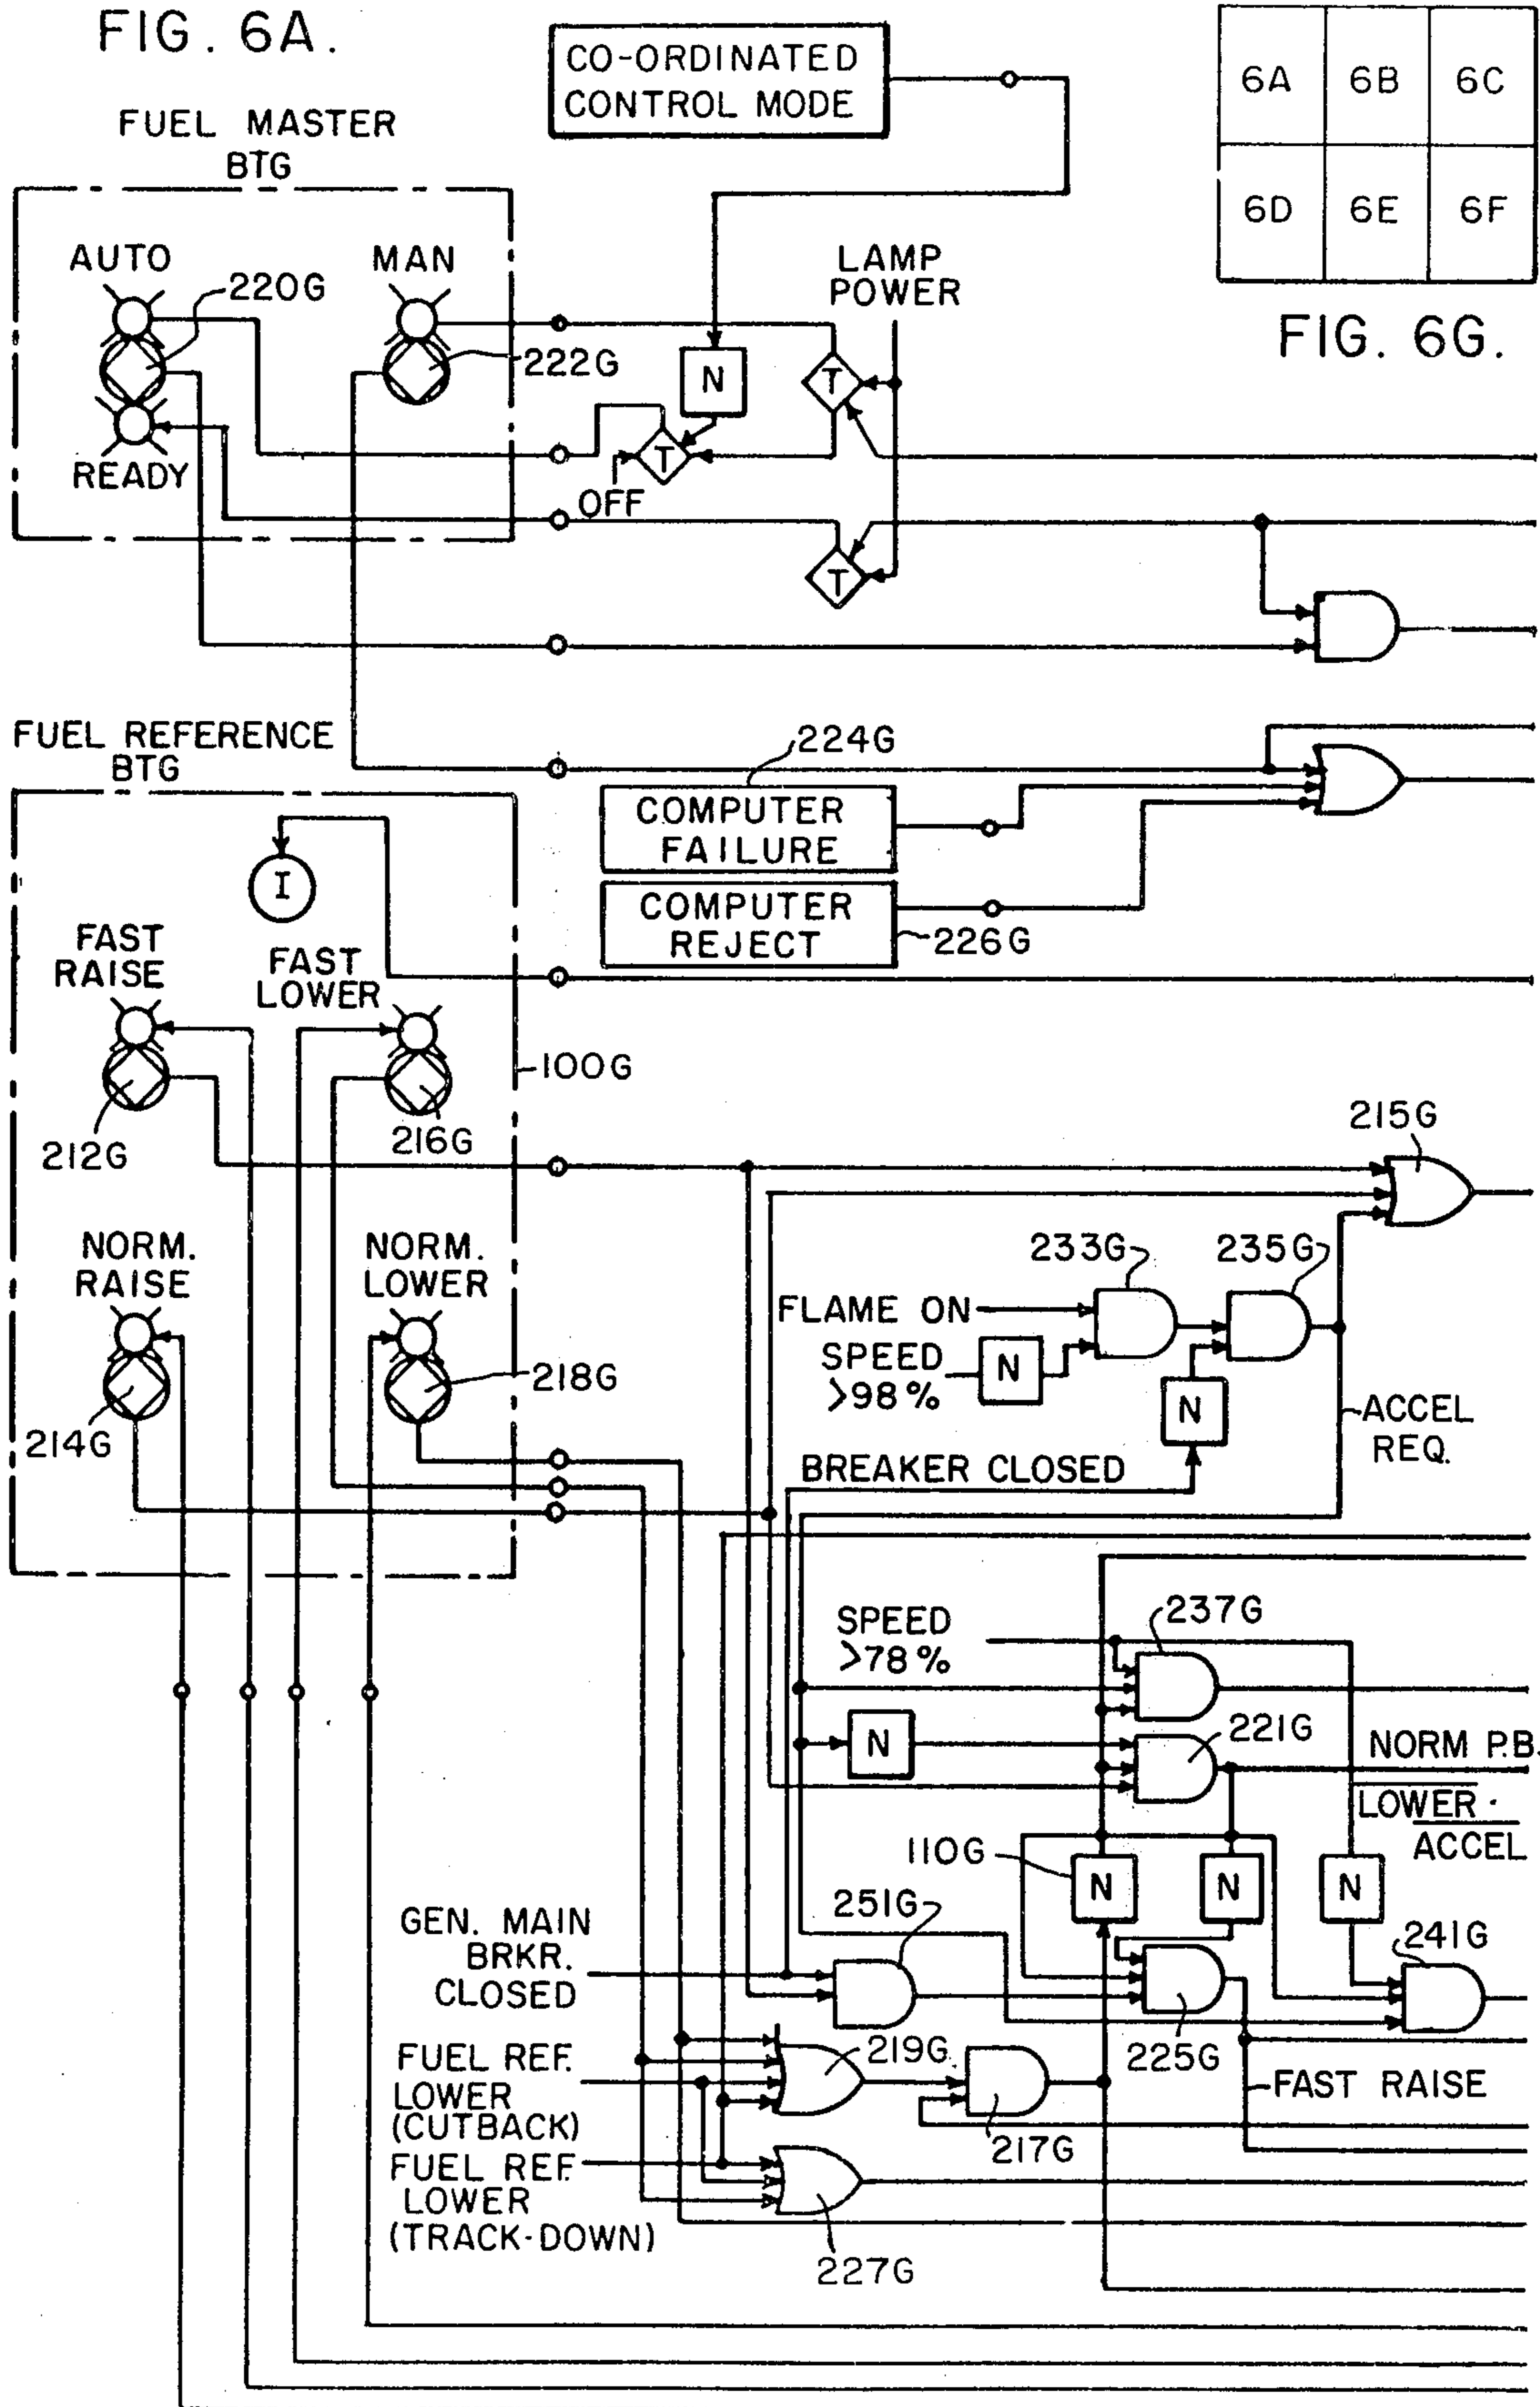 FIG. 6A.
CO-ORDINATED
CONTROL MODE
6A 6B 6C
6D 6E 6F
FIG. 6G.
FUEL MASTER
BTG
AUTO
220G
MAN
222G
READY
LAMP
POWER
N
T
T
OFF
T
FUEL REFERENCE
BTG
224G
COMPUTER
FAILURE
COMPUTER
REJECT
226G
I
FAST
RAISE
FAST
LOWER
100G
212G
216G
215G
NORM.
RAISE
NORM.
LOWER
214G
218G
233G
235G
FLAME ON
SPEED
>98%
N
N
ACCEL
REQ.
BREAKER CLOSED
SPEED
>78%
237G
N
221G
NORM P.B.
LOWER ·
ACCEL
110G
N
N
N
251G
241G
GEN. MAIN
BRKR.
CLOSED
219G
225G
FUEL REF.
LOWER
(CUTBACK)
FAST RAISE
217G
FUEL REF.
LOWER
(TRACK-DOWN)
227G